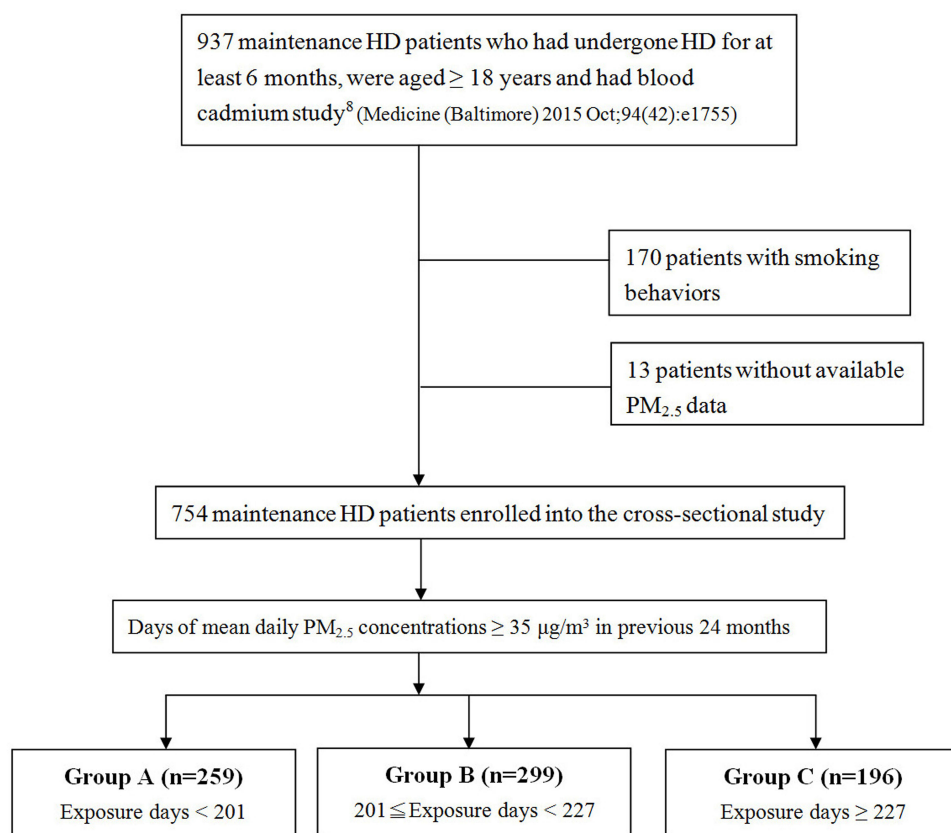 937 maintenance HD patients who had undergone HD for at
least 6 months, were aged ≥ 18 years and had blood
cadmium study⁸ (Medicine (Baltimore) 2015 Oct;94(42):e1755)
170 patients with smoking
behaviors
13 patients without available
PM₂.₅ data
754 maintenance HD patients enrolled into the cross-sectional study
Days of mean daily PM₂.₅ concentrations ≥ 35 μg/m³ in previous 24 months
Group A (n=259)
Exposure days < 201
Group B (n=299)
201≦Exposure days < 227
Group C (n=196)
Exposure days ≥ 227